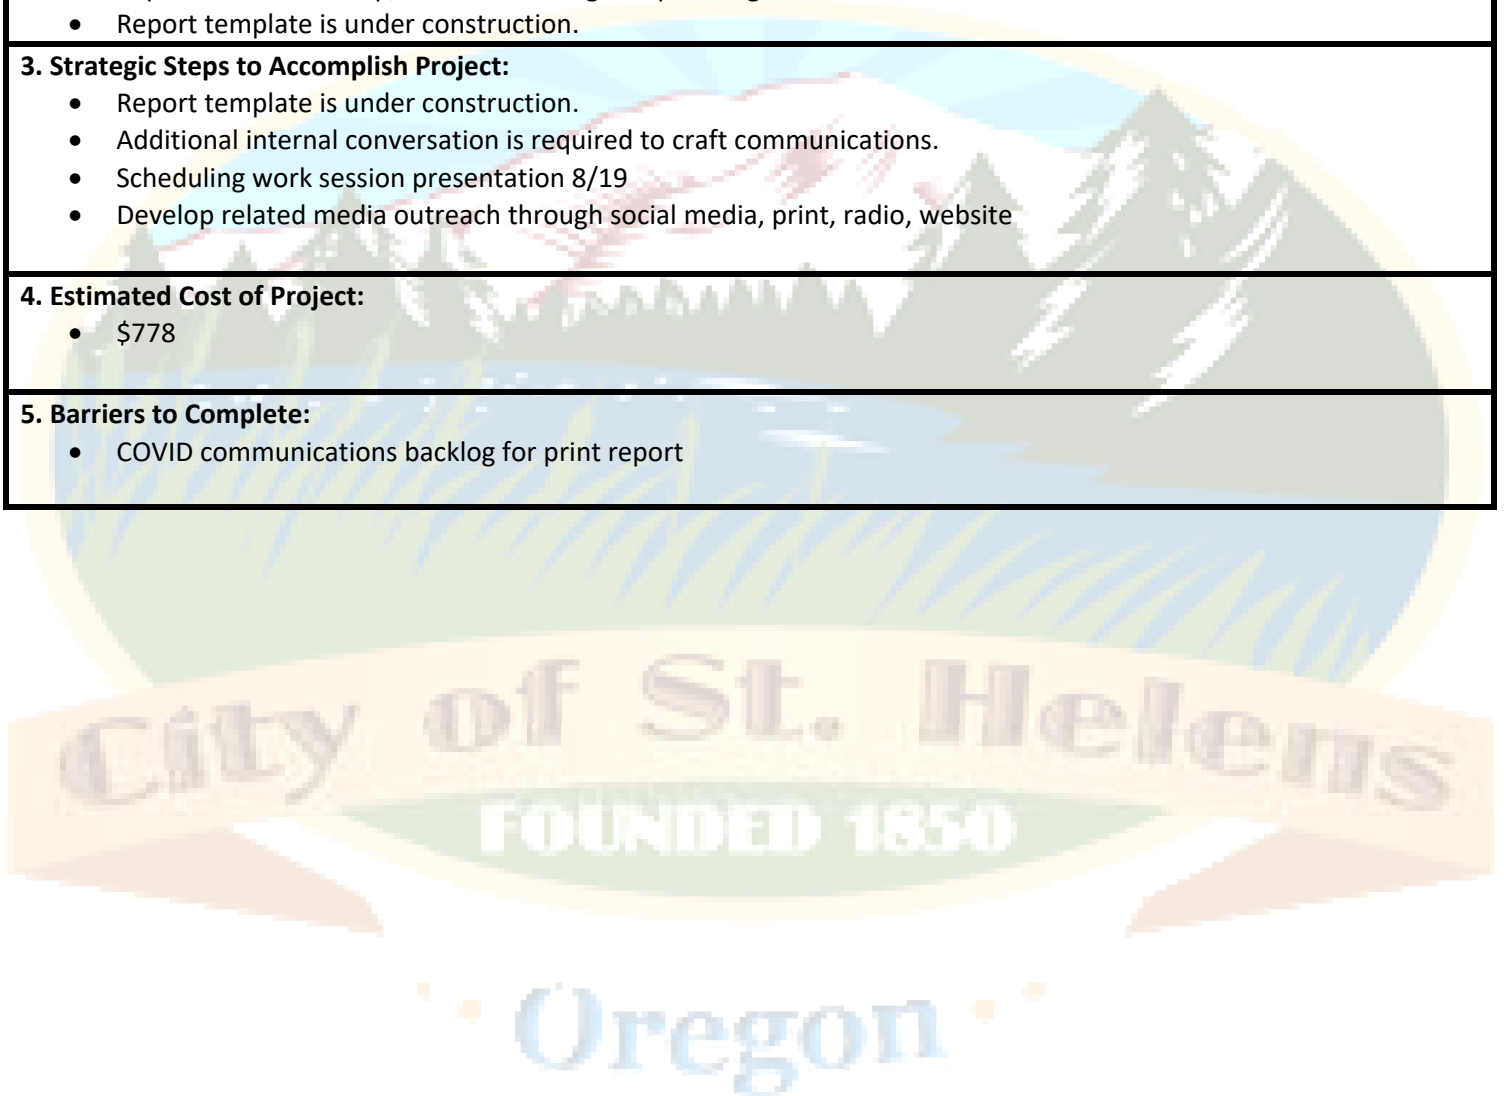 • Report template is under construction.
3. Strategic Steps to Accomplish Project:
• Report template is under construction.
• Additional internal conversation is required to craft communications.
• Scheduling work session presentation 8/19
• Develop related media outreach through social media, print, radio, website
4. Estimated Cost of Project:
• $778
5. Barriers to Complete:
• COVID communications backlog for print report
City of St. Helens
FOUNDED 1850
Oregon